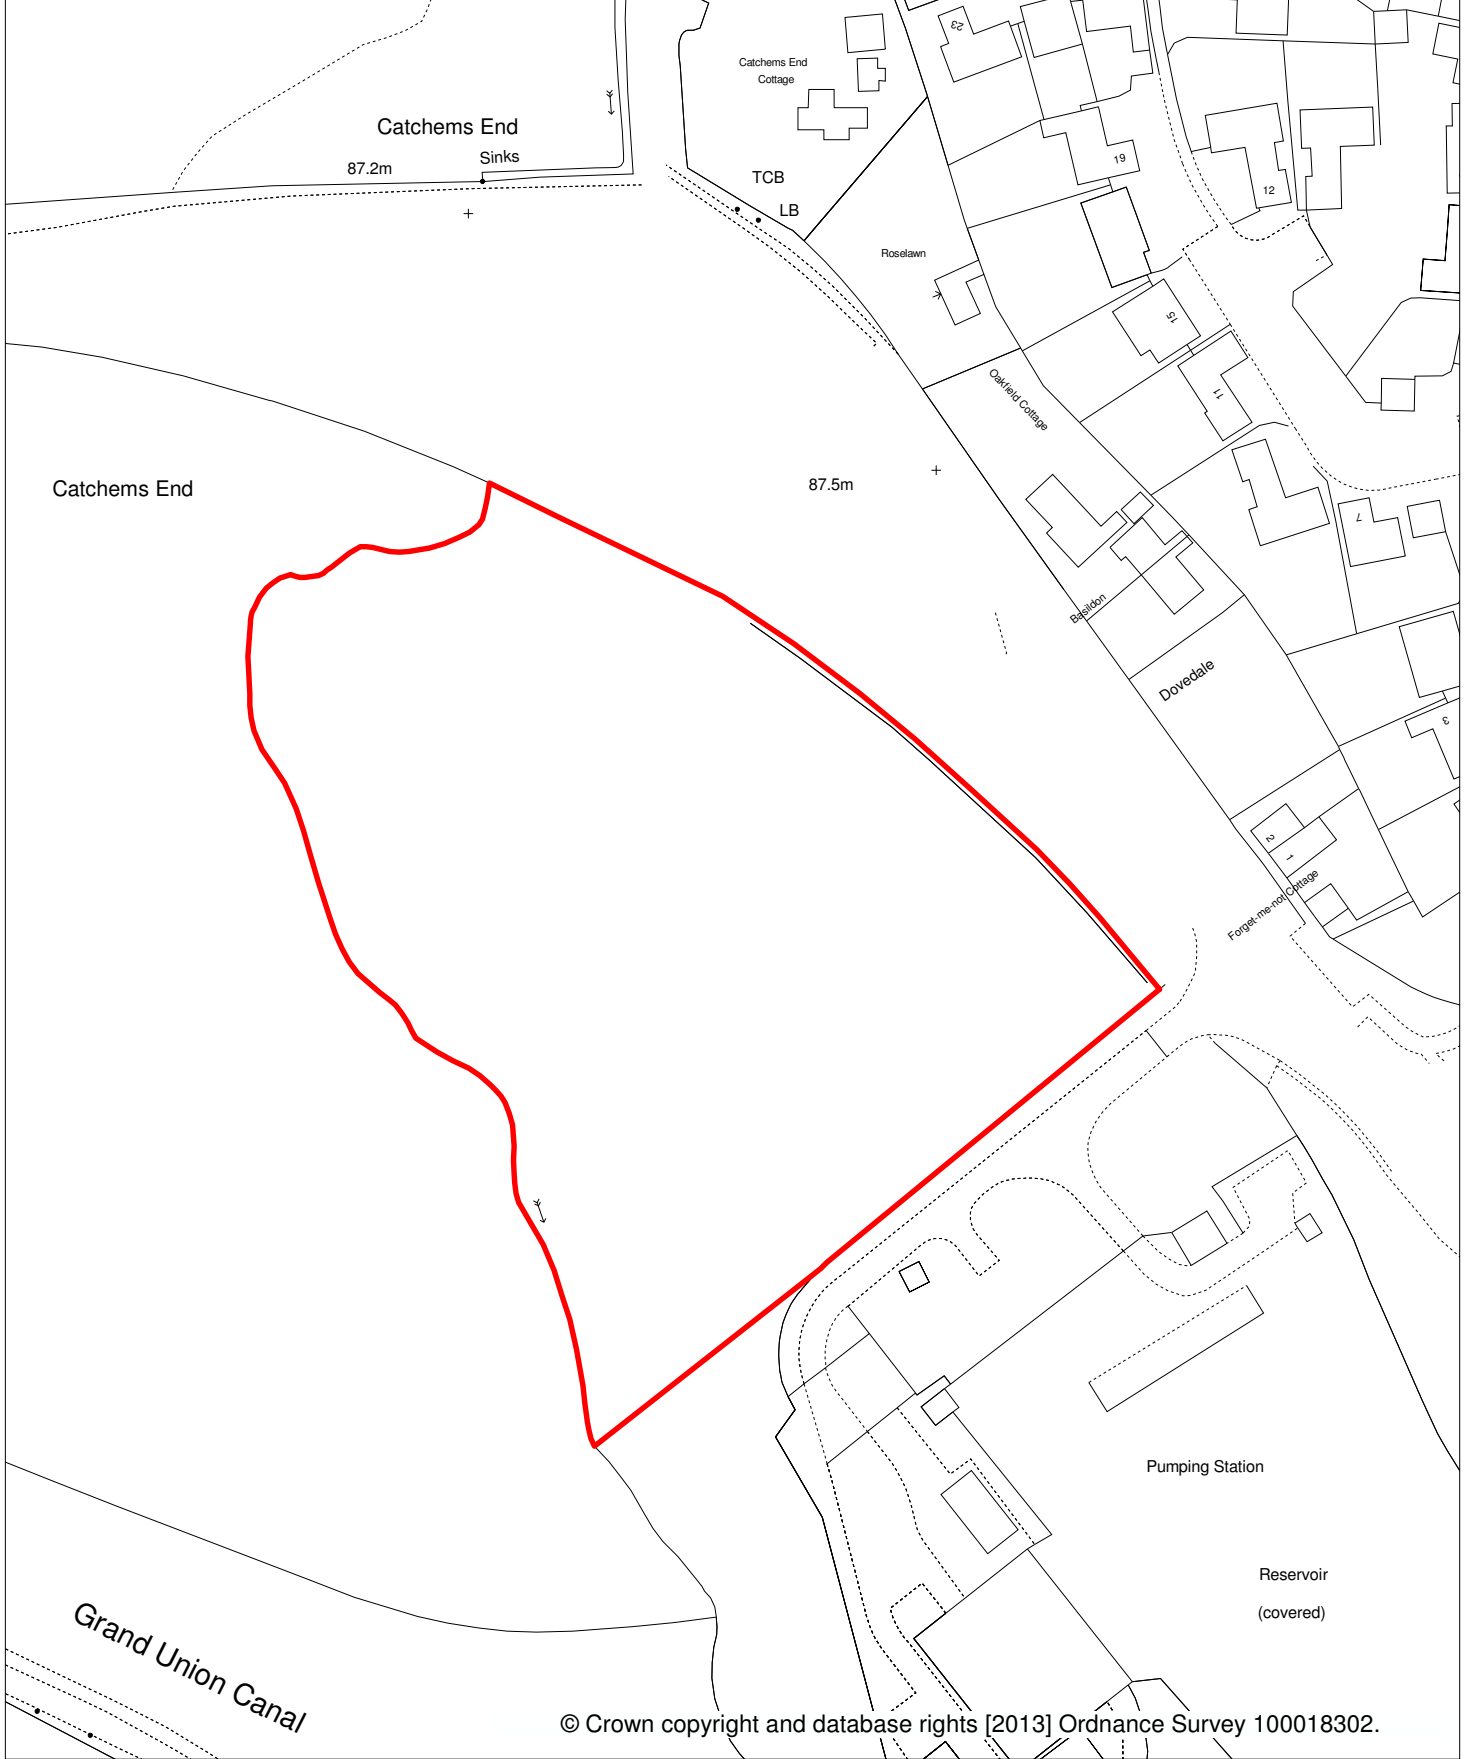 23
Catchems End
Cottage
Catchems End
Sinks
87.2m
19
TCB
12
LB
Roselawn
15
Oakfield Cottage
11
Catchems End
87.5m
7
Basildon
Dovedale
3
2
1
Forget-me-not Cottage
Pumping Station
Reservoir
(covered)
Grand Union Canal
© Crown copyright and database rights [2013] Ordnance Survey 100018302.